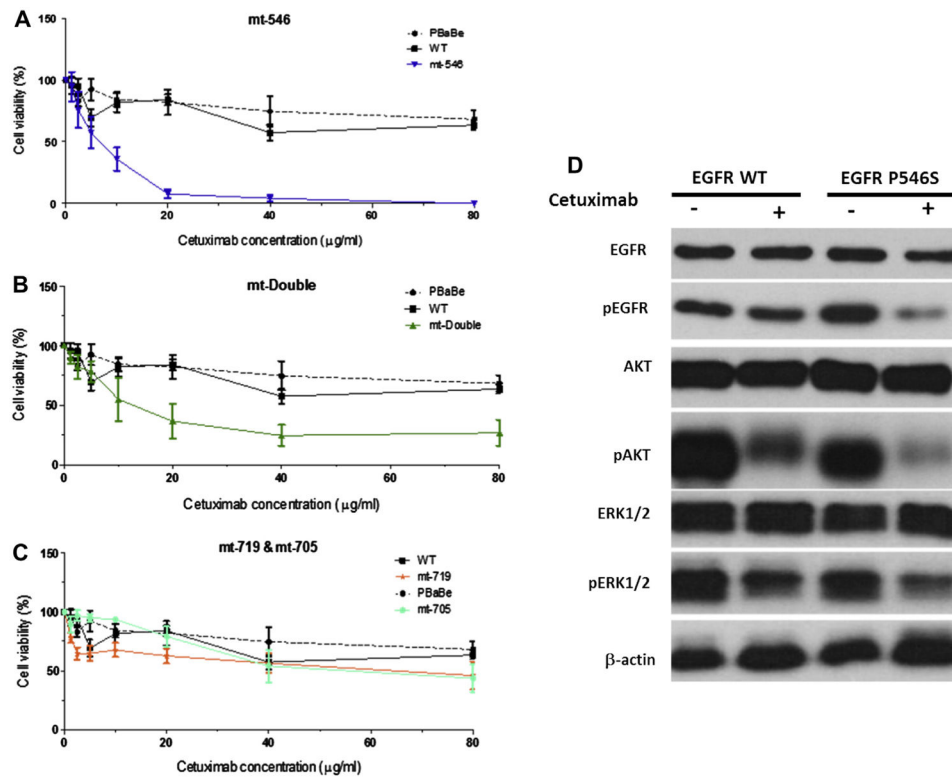 A
mt-546
PBaBe
WT
mt-546
Cell viability (%)
150
100
50
0
0 20 40 60 80
Cetuximab concentration (μg/ml)
B
mt-Double
PBaBe
WT
mt-Double
Cell viability (%)
150
100
50
0
0 20 40 60 80
Cetuximab concentration (μg/ml)
C
mt-719 & mt-705
WT
mt-719
PBaBe
mt-705
Cell viability (%)
150
100
50
0
0 20 40 60 80
Cetuximab concentration (μg/ml)
D
EGFR WT EGFR P546S
Cetuximab - + - +
EGFR
pEGFR
AKT
pAKT
ERK1/2
pERK1/2
β-actin